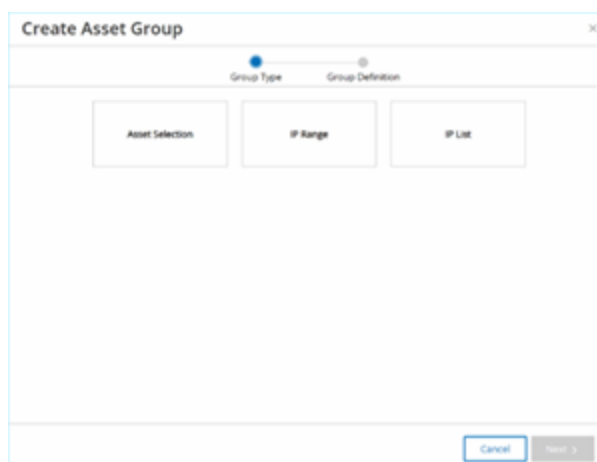 Create Asset Group
Group Type Group Definition
Asset Selection IP Range IP List
Cancel Next